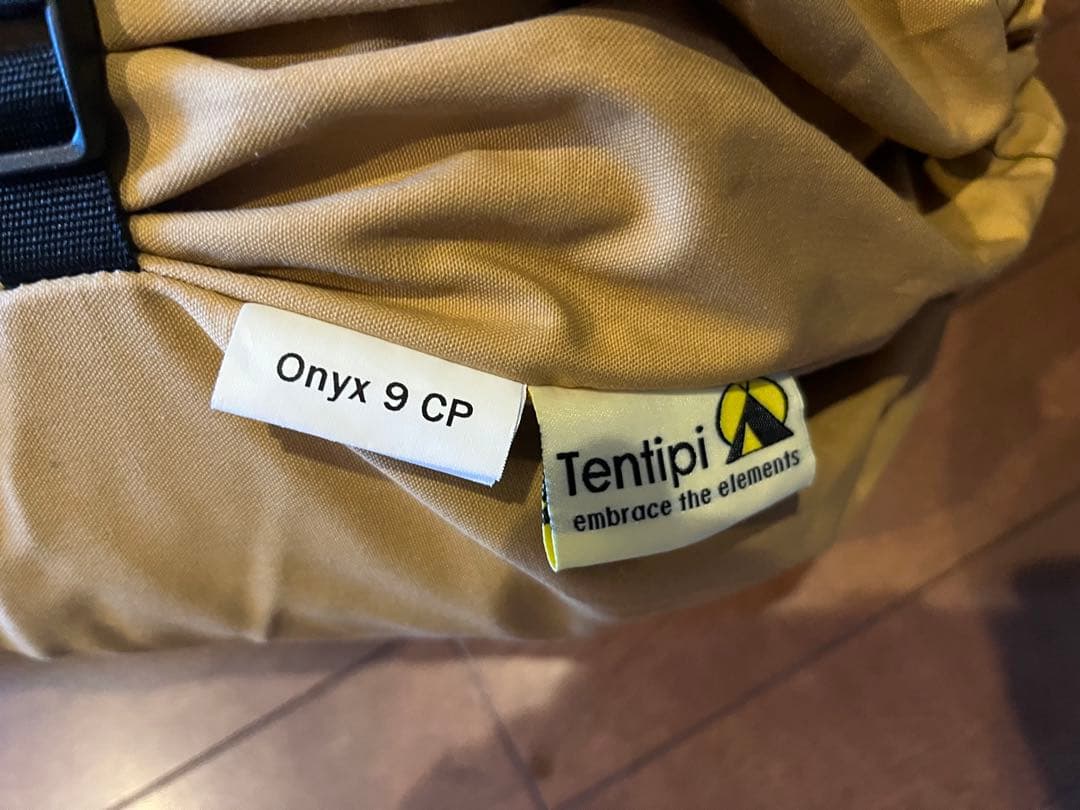 Onyx 9 CP
Tentipi
embrace the elements